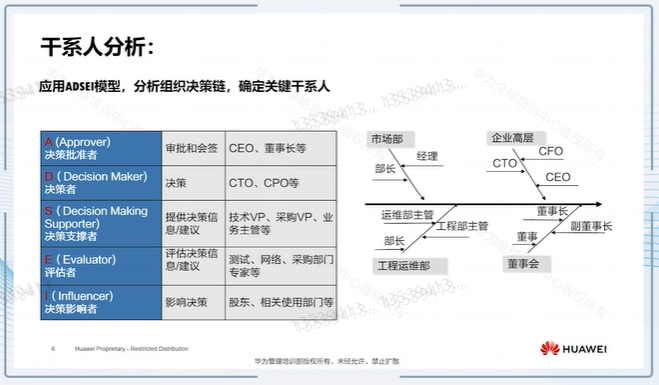 干系人分析：
应用ADSEI模型，分析组织决策链，确定关键干系人
A (Approver)
决策批准者
审批和会签
CEO、董事长等
D ( Decision Maker)
决策者
决策
CTO、CPO等
S ( Decision Making
Supporter)
决策支撑者
提供决策信
息/建议
技术VP、采购VP、业
务主管等
E ( Evaluator)
评估者
评估决策信
息/建议
测试、网络、采购部门
专家等
I ( Influencer)
决策影响者
影响决策
股东、相关使用部门等
市场部
经理
部长
企业高层
CFO
CTO
CEO
运维部主管
工程部主管
部长
工程运维部
董事长
副董事长
董事
董事会
6 Huawei Proprietary - Restricted Distribution
HUAWEI
华为管理培训部版权所有，未经允许，禁止扩散